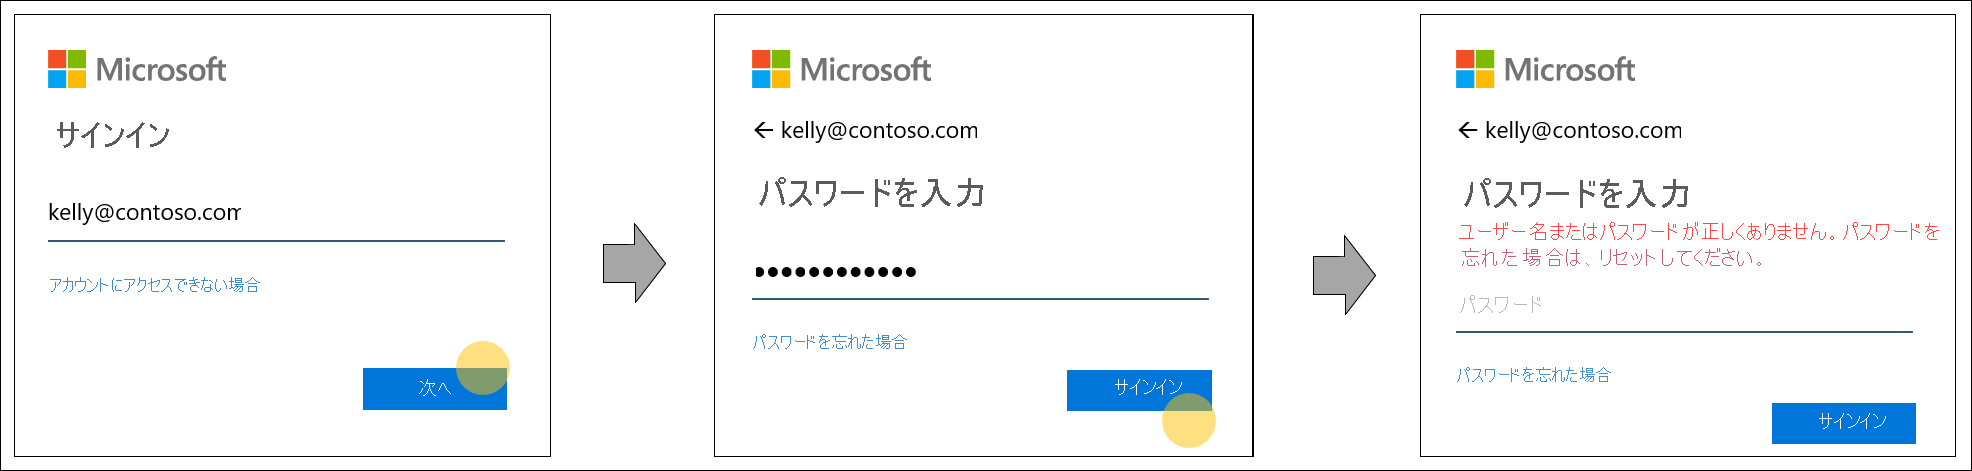 Microsoft
サインイン
kelly@contoso.com
アカウントにアクセスできない場合
次へ
Microsoft
← kelly@contoso.com
パスワードを入力
●●●●●●●●●●●●
パスワードを忘れた場合
サインイン
Microsoft
← kelly@contoso.com
パスワードを入力
ユーザー名またはパスワードが正しくありません。パスワードを
忘れた場合は、リセットしてください。
パスワード
パスワードを忘れた場合
サインイン